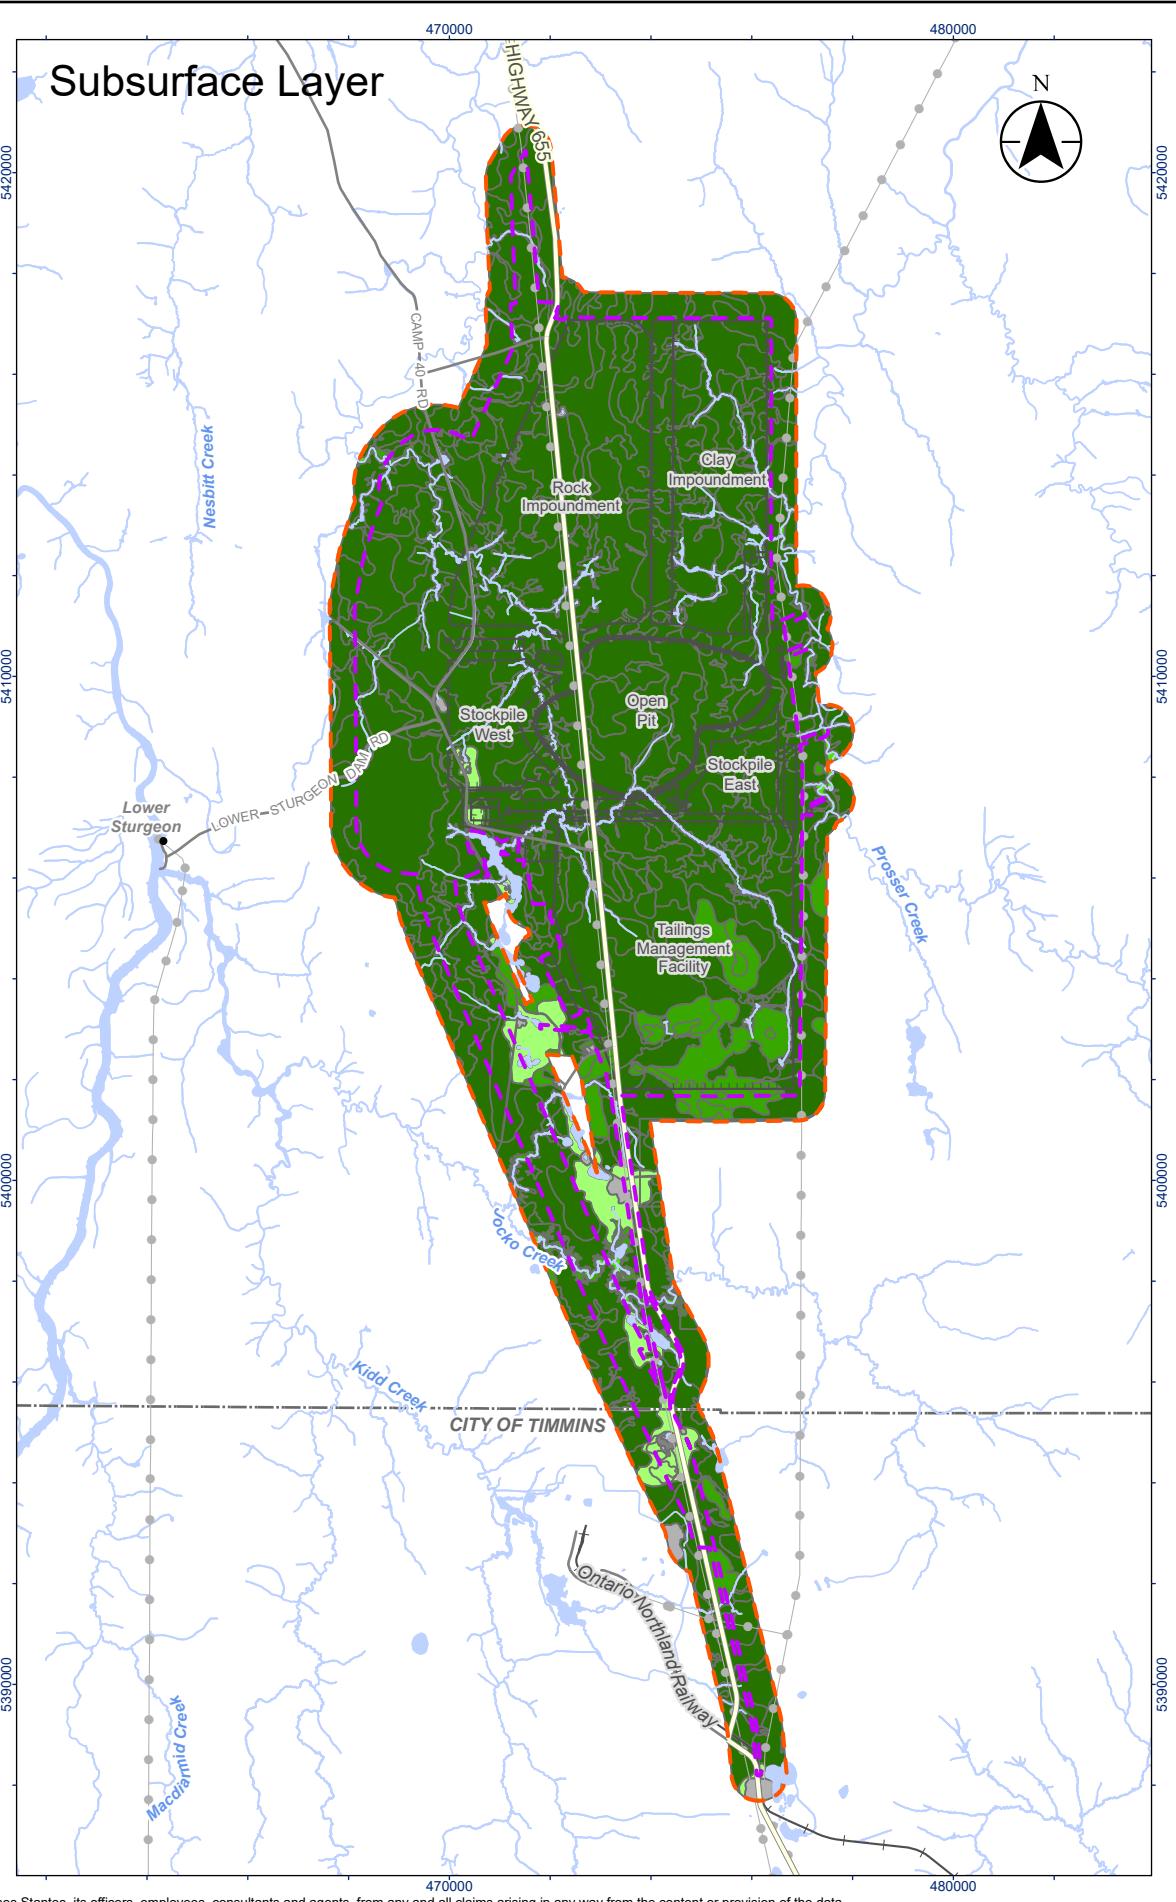 470000
480000
Subsurface Layer
HIGHWAY 655
N
5420000
5420000
CAMP 40 RD
Nesbitt Creek
Clay
Impoundment
Rock
Impoundment
5410000
5410000
Open
Pit
Stockpile
West
Stockpile
East
LOWER STURGEON DAM RD
Lower
Sturgeon
Prosser Creek
Tailings
Management
Facility
5400000
5400000
Jocko Creek
Kidd Creek
CITY OF TIMMINS
Ontario Northland Railway
5390000
5390000
Macdiarmid Creek
470000
480000